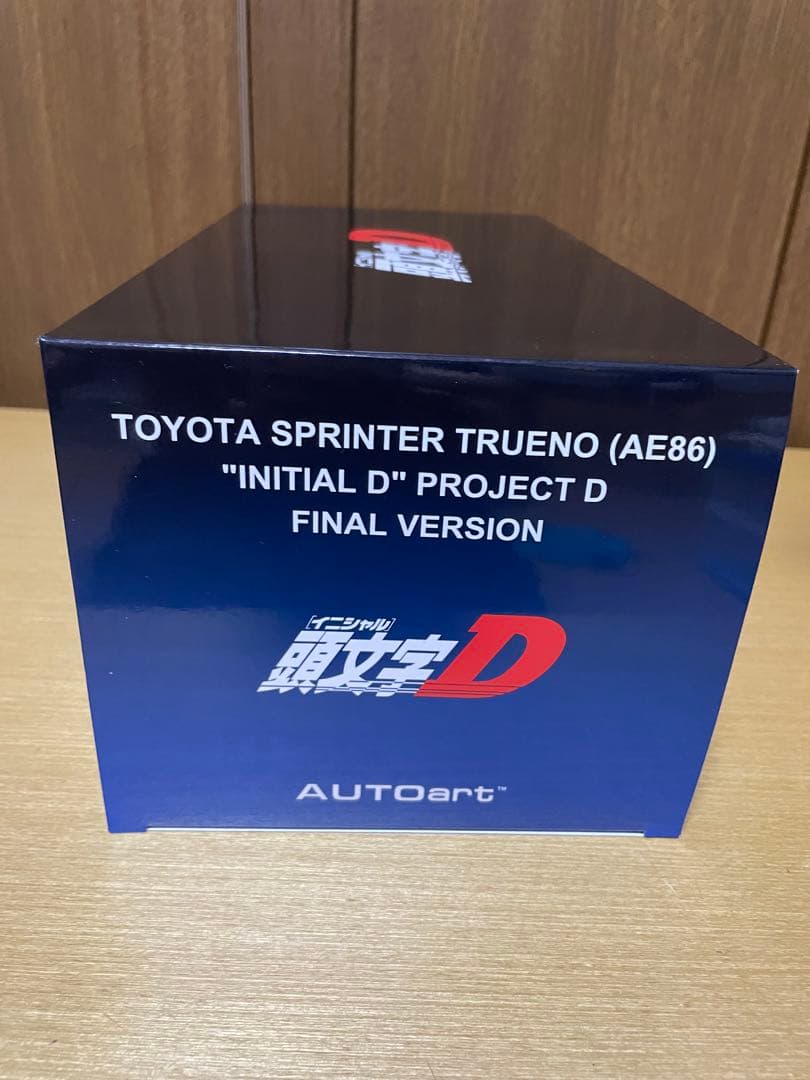 TOYOTA SPRINTER TRUENO (AE86)
"INITIAL D" PROJECT D
FINAL VERSION
[イニシャル]
頭文字D
AUTOart™